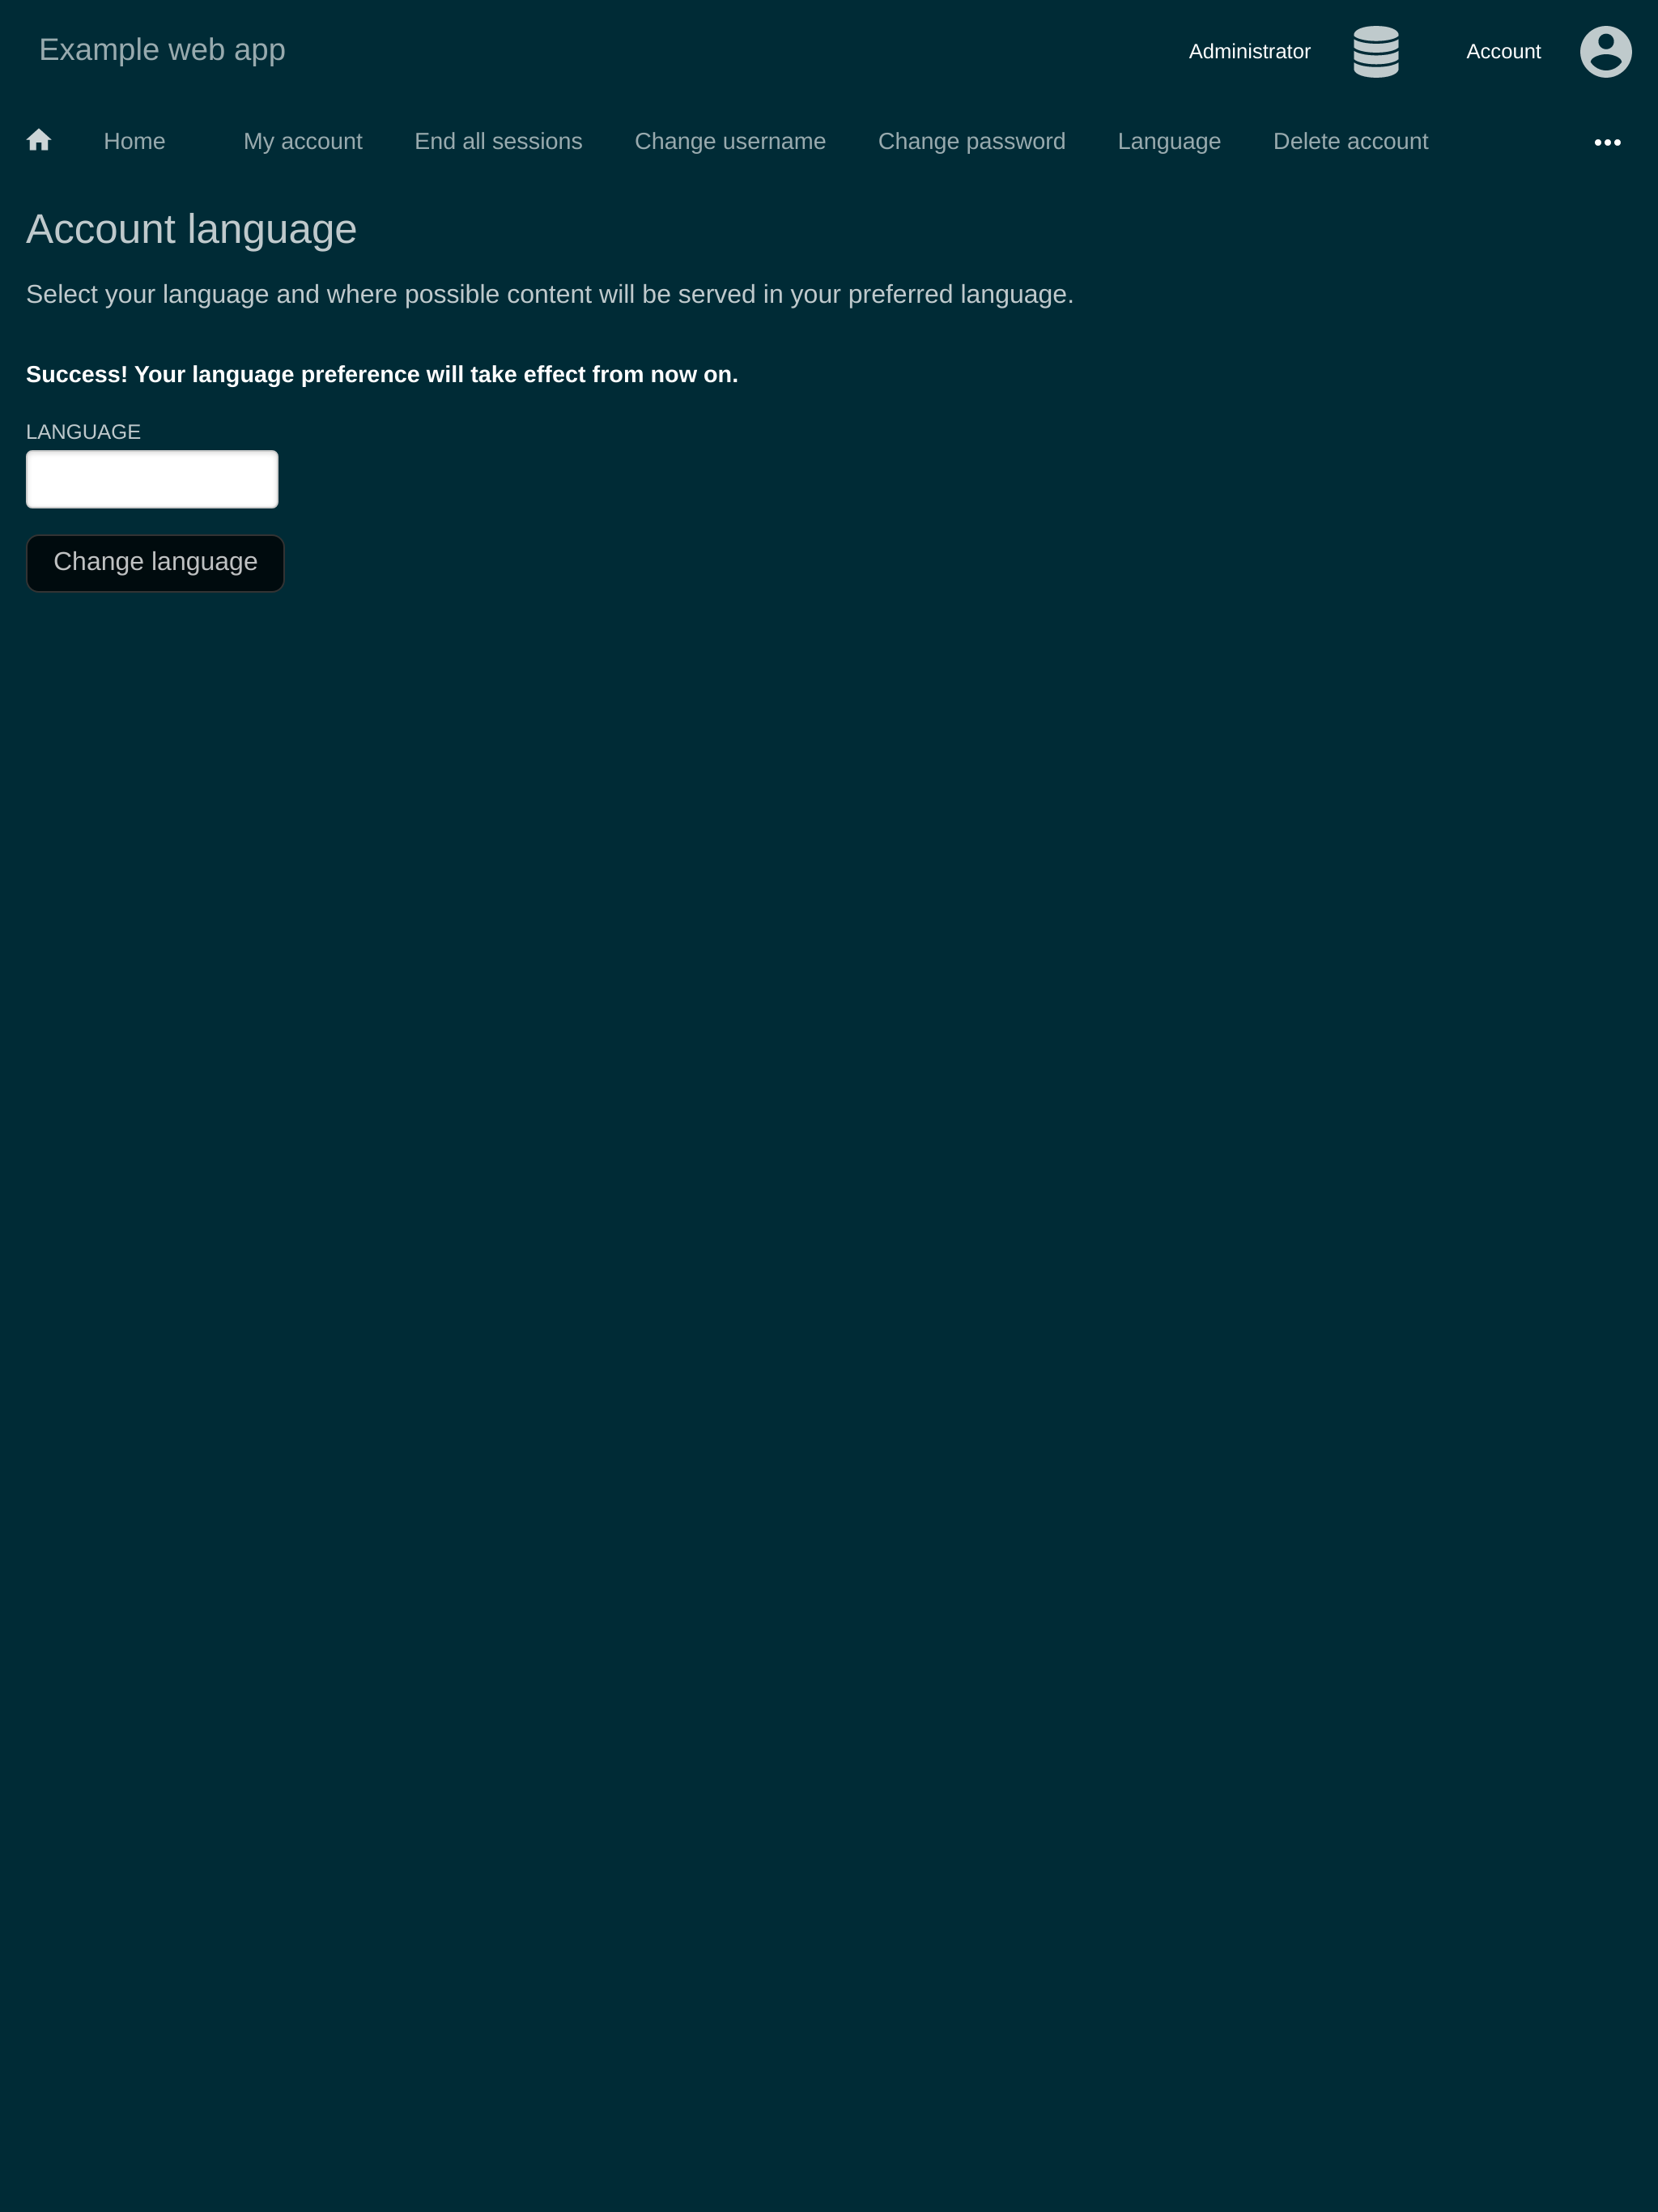 Example web app
Administrator
Account
Home My account End all sessions Change username Change password Language Delete account
Account language
Select your language and where possible content will be served in your preferred language.
Success! Your language preference will take effect from now on.
LANGUAGE
Change language